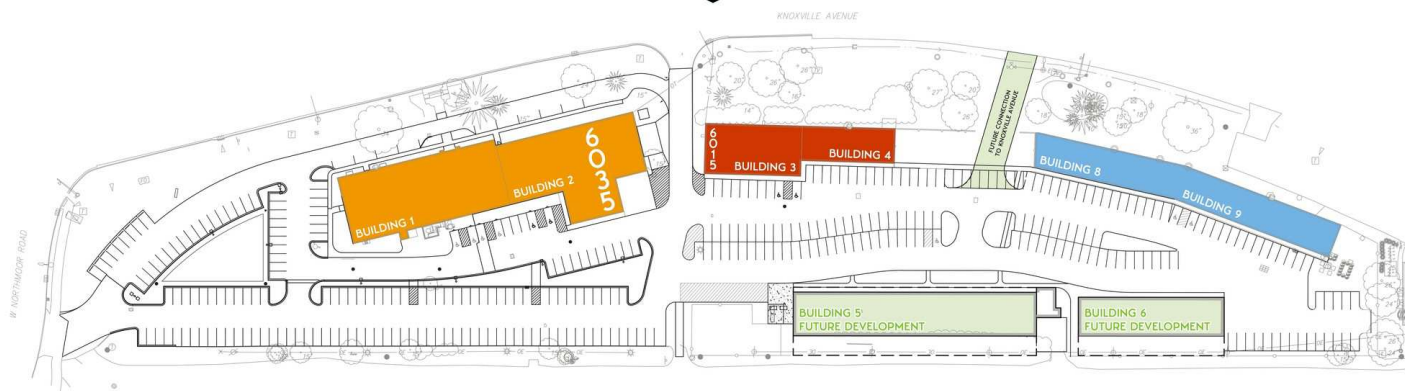 KNOXVILLE AVENUE
W NORTHMOOR ROAD
BUILDING 1
BUILDING 2
6035
6015
BUILDING 3
BUILDING 4
FUTURE CONNECTION
TO KNOXVILLE AVENUE
BUILDING 8
BUILDING 9
BUILDING 5
FUTURE DEVELOPMENT
BUILDING 6
FUTURE DEVELOPMENT